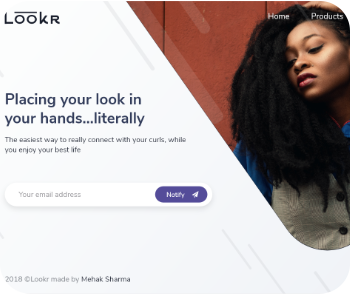 LOOKR
Home Products
Placing your look in
your hands...literally
The easiest way to really connect with your curls, while
you enjoy your best life
Your email address
Notify
2018 ©Lookr made by Mehak Sharma